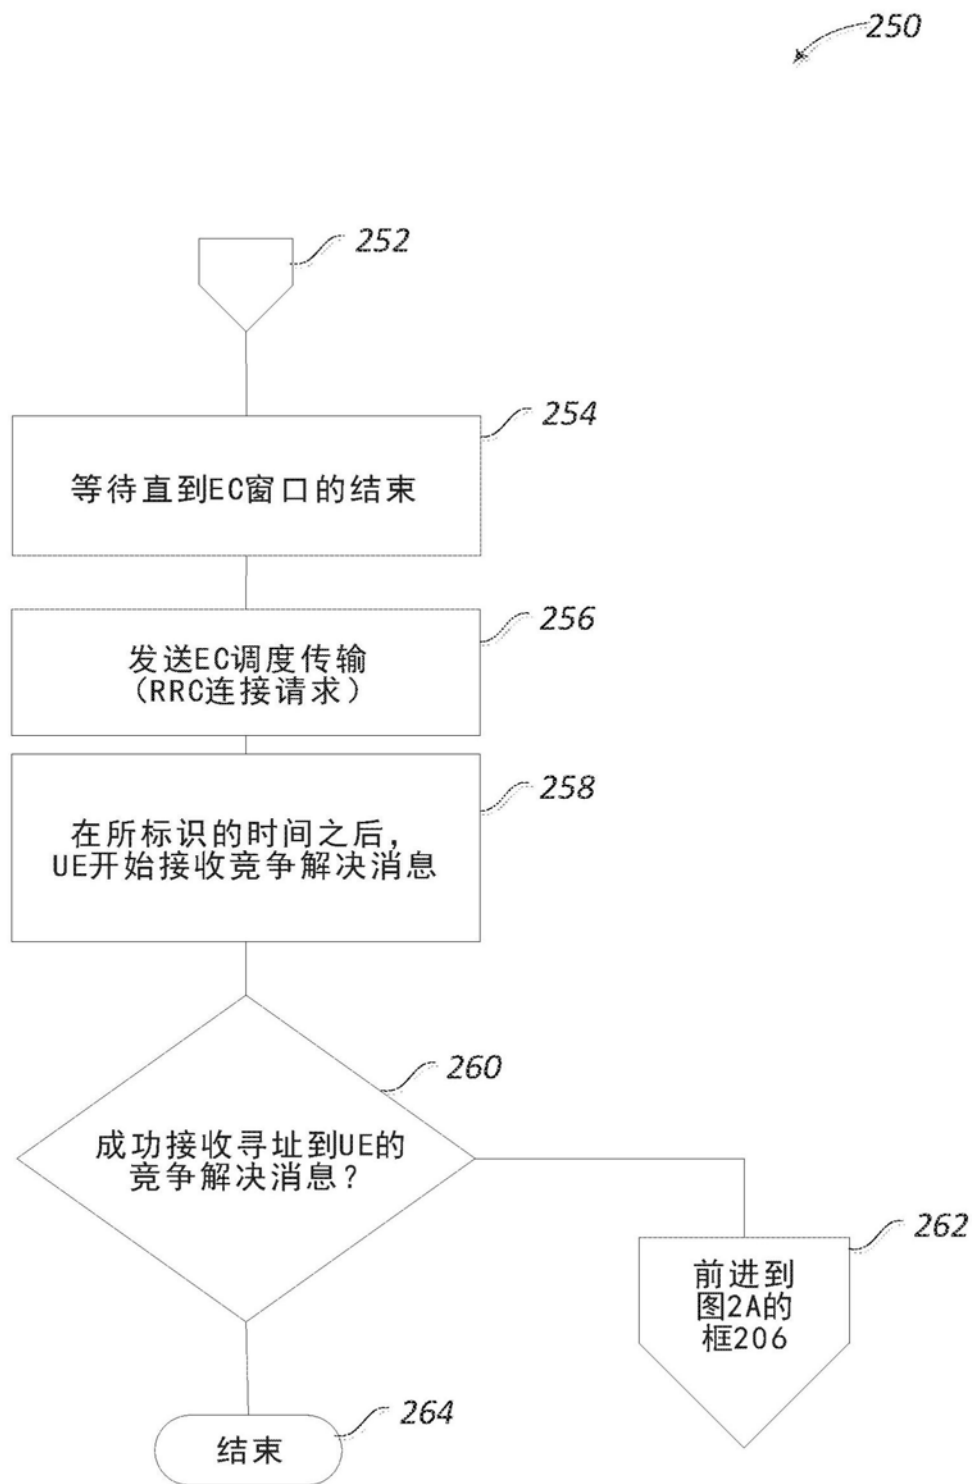 250
252
254
等待直到EC窗口的结束
256
发送EC调度传输
（RRC连接请求）
258
在所标识的时间之后，
UE开始接收竞争解决消息
260
成功接收寻址到UE的
竞争解决消息？
262
前进到
图2A的
框206
264
结束